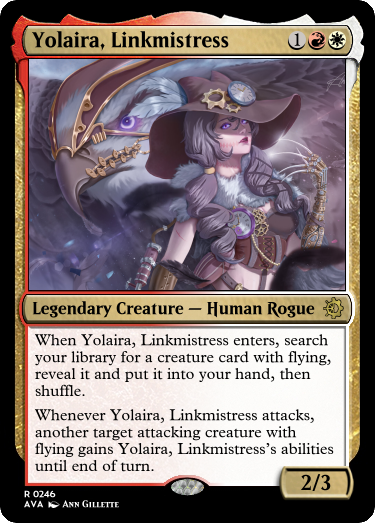 Yolaira, Linkmistress 1
Legendary Creature — Human Rogue
When Yolaira, Linkmistress enters, search
your library for a creature card with flying,
reveal it and put it into your hand, then
shuffle.
Whenever Yolaira, Linkmistress attacks,
another target attacking creature with
flying gains Yolaira, Linkmistress's abilities
until end of turn.
2/3
R 0246
AVA Ann Gillette